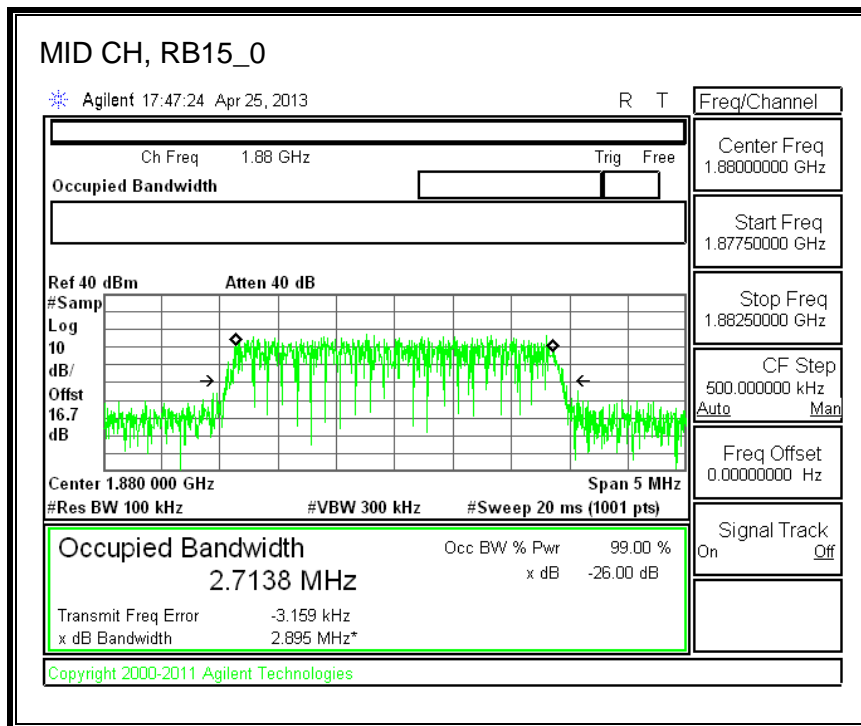 MID CH, RB15_0
Agilent 17:47:24 Apr 25, 2013 R T
Freq/Channel
Ch Freq 1.88 GHz Trig Free
Occupied Bandwidth
Center Freq
1.88000000 GHz
Start Freq
1.87750000 GHz
Stop Freq
1.88250000 GHz
CF Step
500.000000 kHz
Auto Man
Freq Offset
0.00000000 Hz
Signal Track
On Off
Ref 40 dBm Atten 40 dB
#Samp
Log
10
dB/
Offst
16.7
dB
Center 1.880 000 GHz Span 5 MHz
#Res BW 100 kHz #VBW 300 kHz #Sweep 20 ms (1001 pts)
Occupied Bandwidth Occ BW % Pwr 99.00 %
2.7138 MHz x dB -26.00 dB
Transmit Freq Error -3.159 kHz
x dB Bandwidth 2.895 MHz*
Copyright 2000-2011 Agilent Technologies